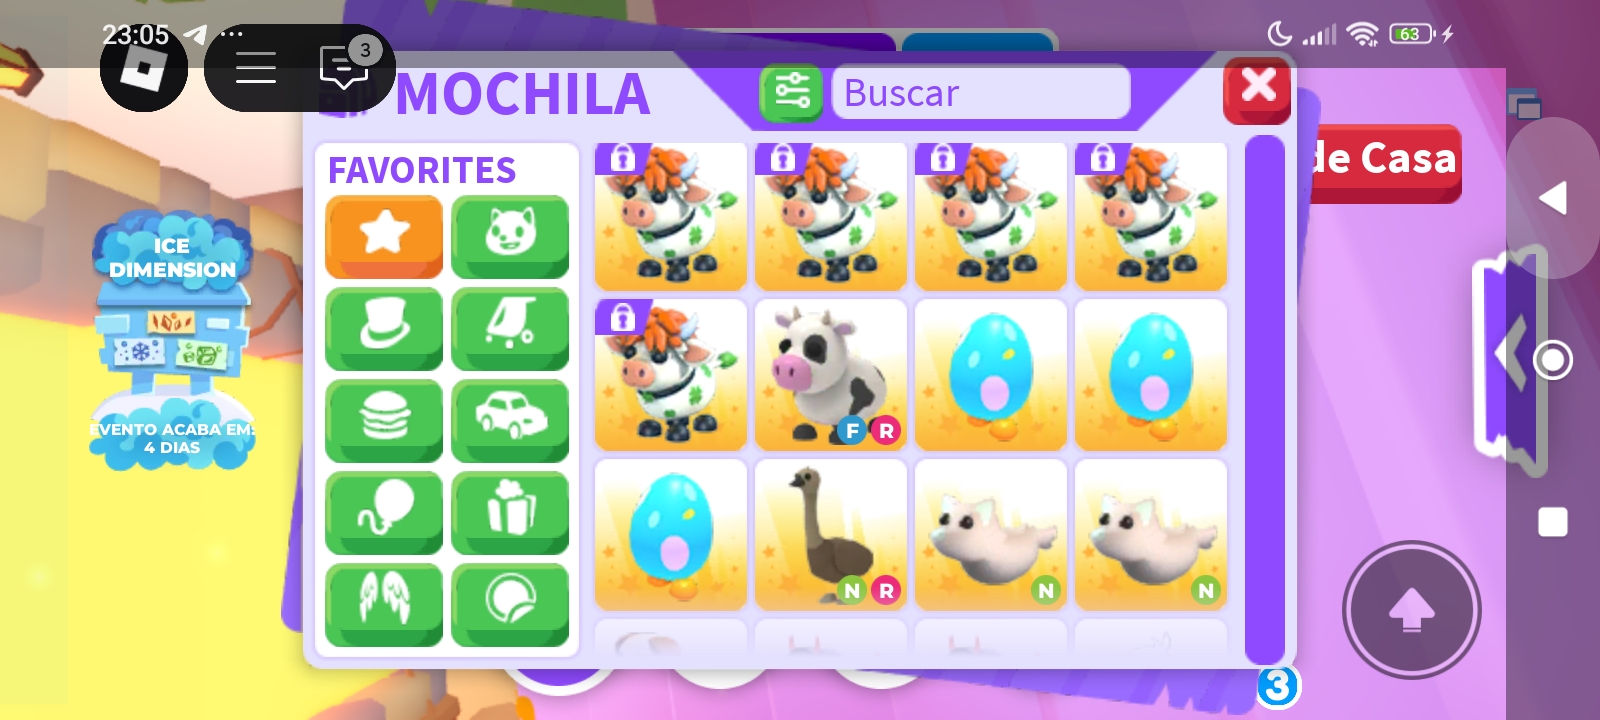 23:05
63
3
MOCHILA
Buscar
FAVORITES
de Casa
ICE
DIMENSION
EVENTO ACABA EM:
4 DIAS
F R
N R
N
N
3